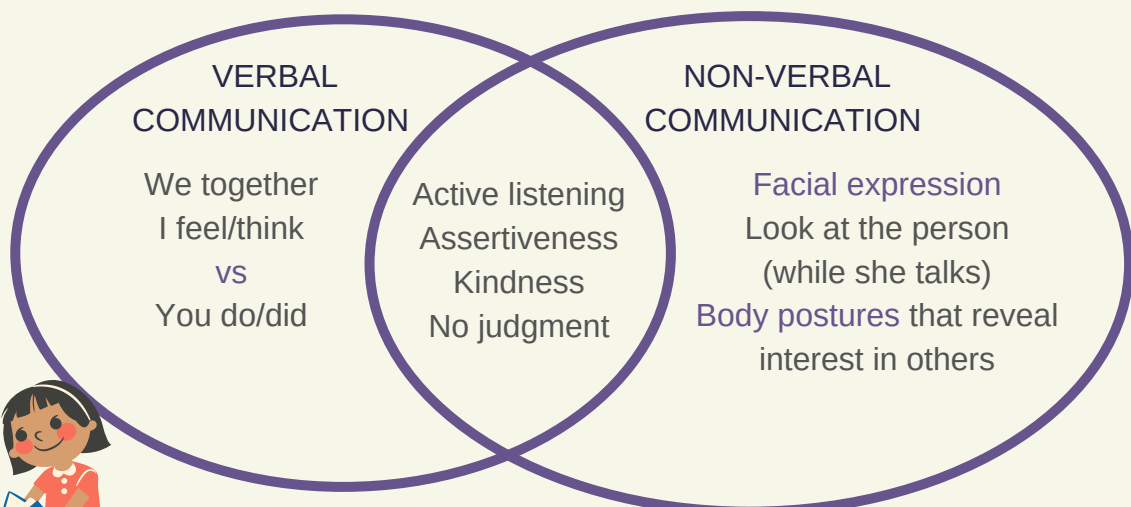 VERBAL
COMMUNICATION
We together
I feel/think
vs
You do/did
Active listening
Assertiveness
Kindness
No judgment
NON-VERBAL
COMMUNICATION
Facial expression
Look at the person
(while she talks)
Body postures that reveal
interest in others